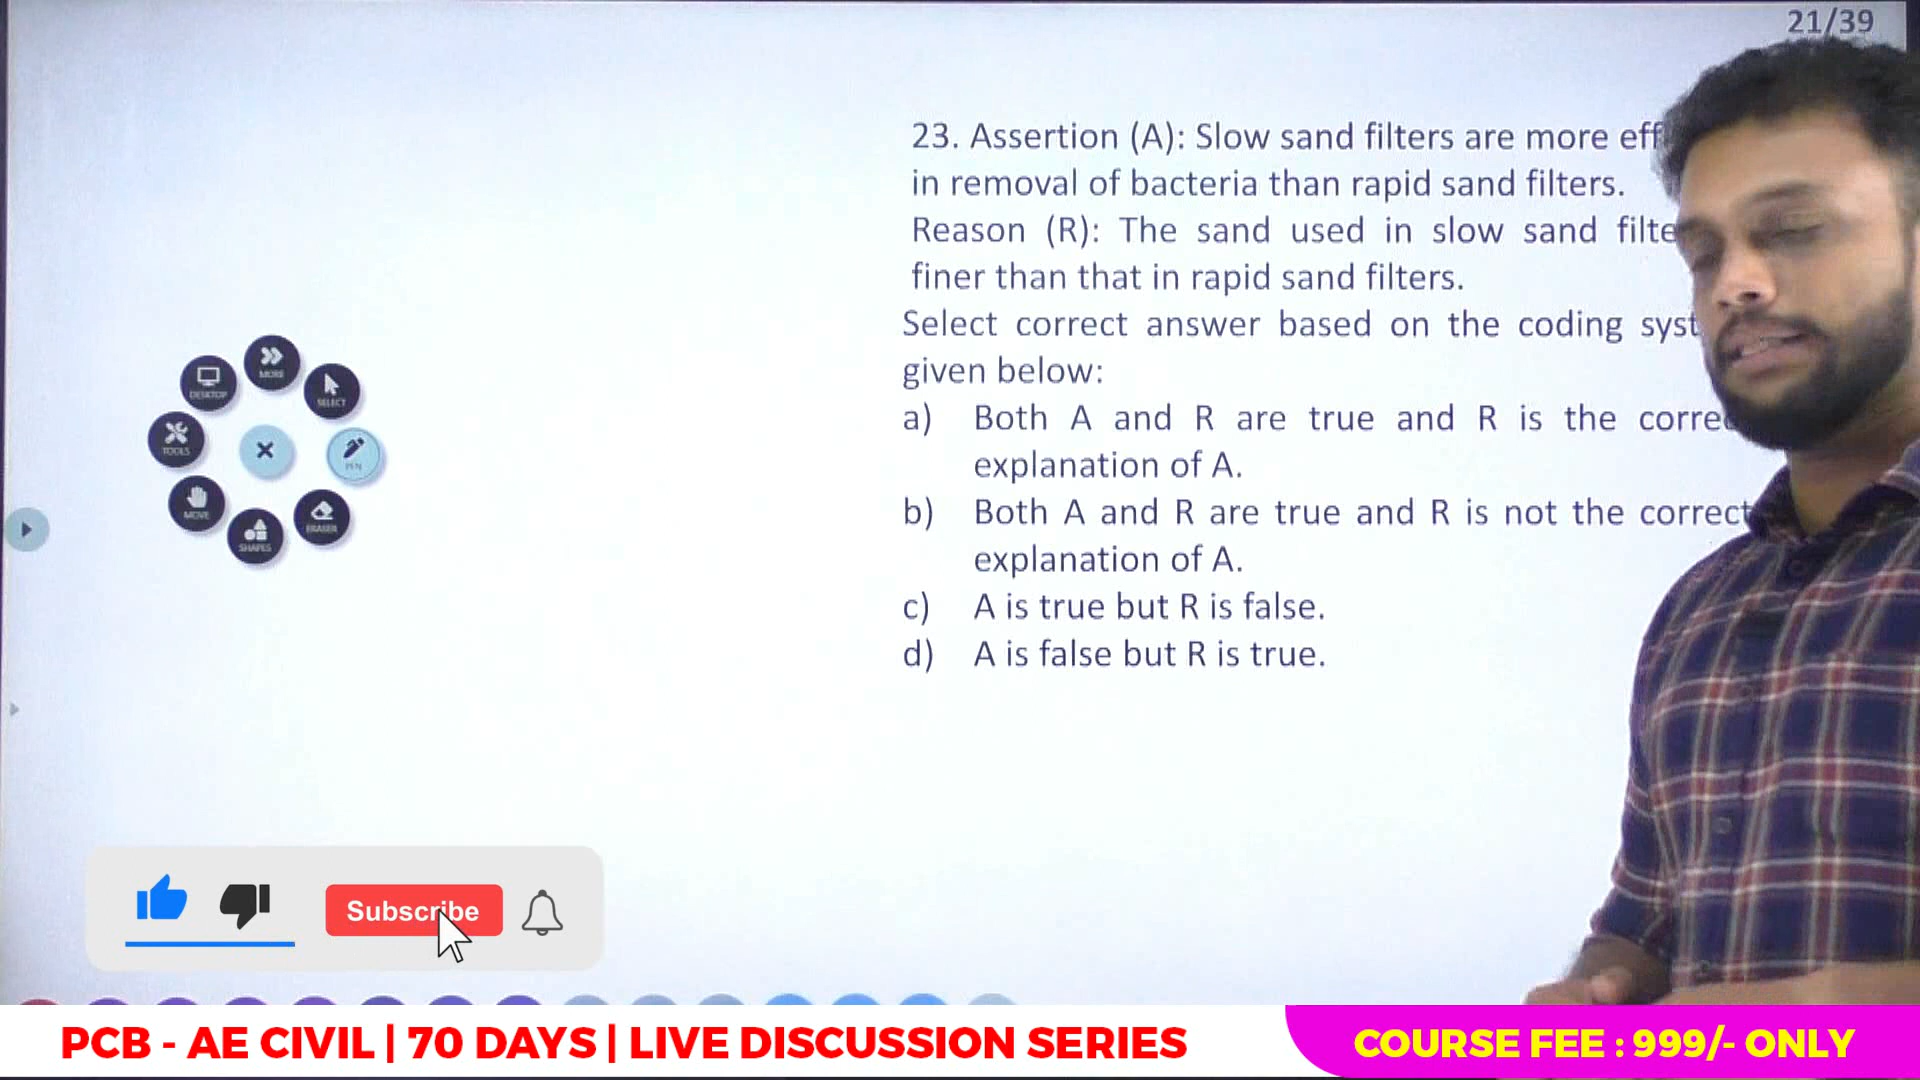 21/39
23. Assertion (A): Slow sand filters are more
in removal of bacteria than rapid sand filters.
Reason (R): The sand used in slow sand
finer than that in rapid sand filters.
Select correct answer based on the coding
given below:
a) Both A and R are true and R is the
explanation of A.
b) Both A and R are true and R is not the correct
explanation of A.
c) A is true but R is false.
d) A is false but R is true.
MORE
DESKTOP
SELECT
TOOLS
PEN
MOVE
ERASER
SHAPES
Subscribe
PCB - AE CIVIL | 70 DAYS | LIVE DISCUSSION SERIES
COURSE FEE : 999/- ONLY